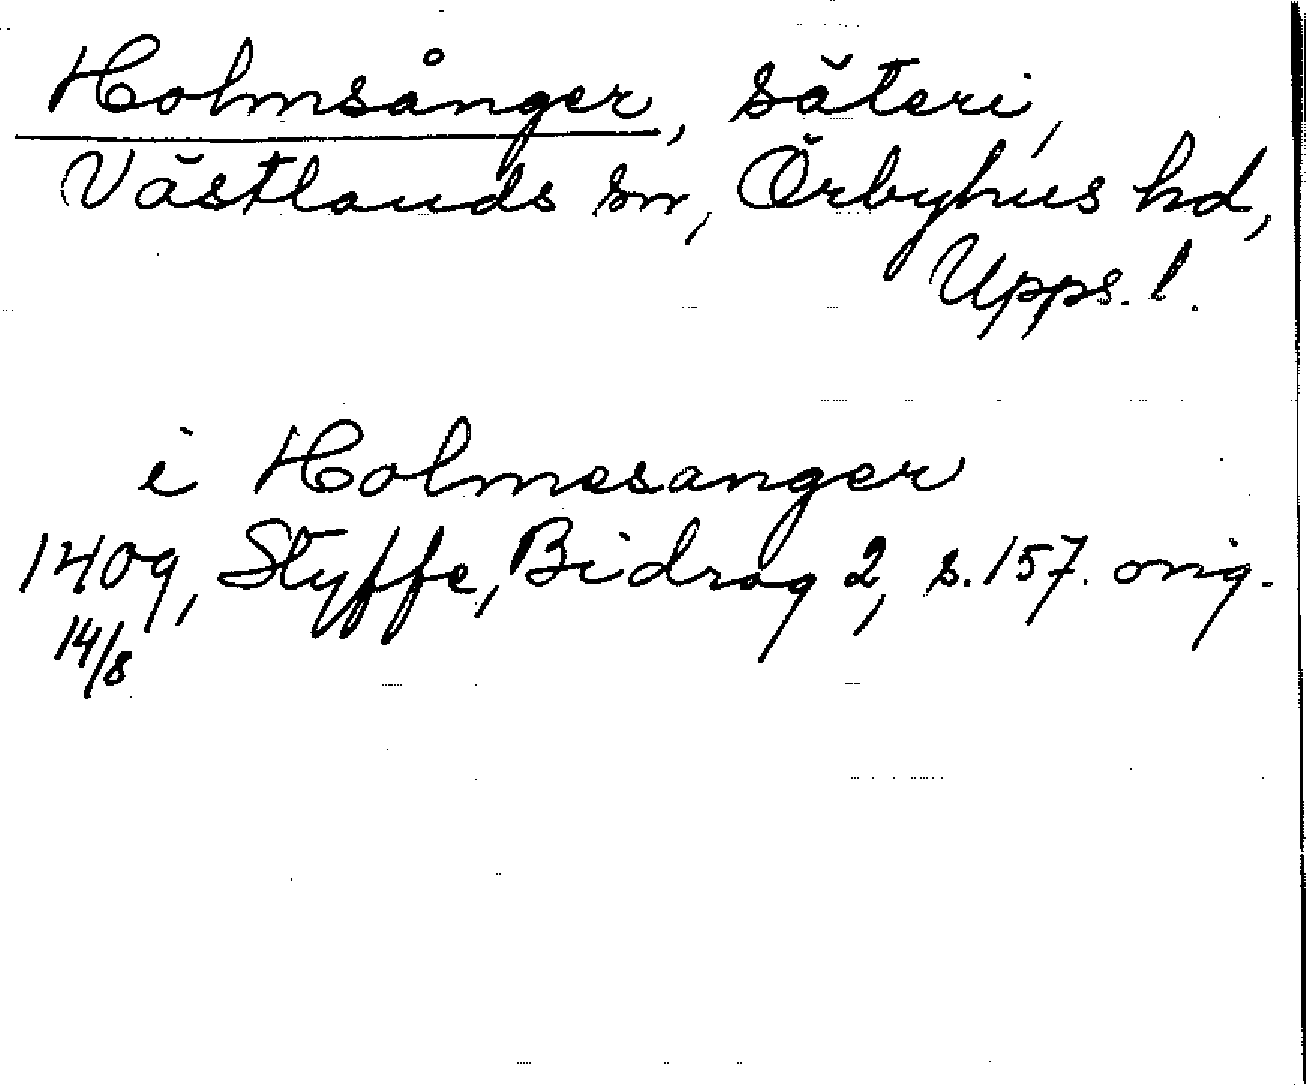 Holmsånger, säteri,
Västlands sn, Örbyhus hd,
Upps. l.
i Holmesanger
1409, Styffe, Bidrag 2, s. 157. orig.
14/8